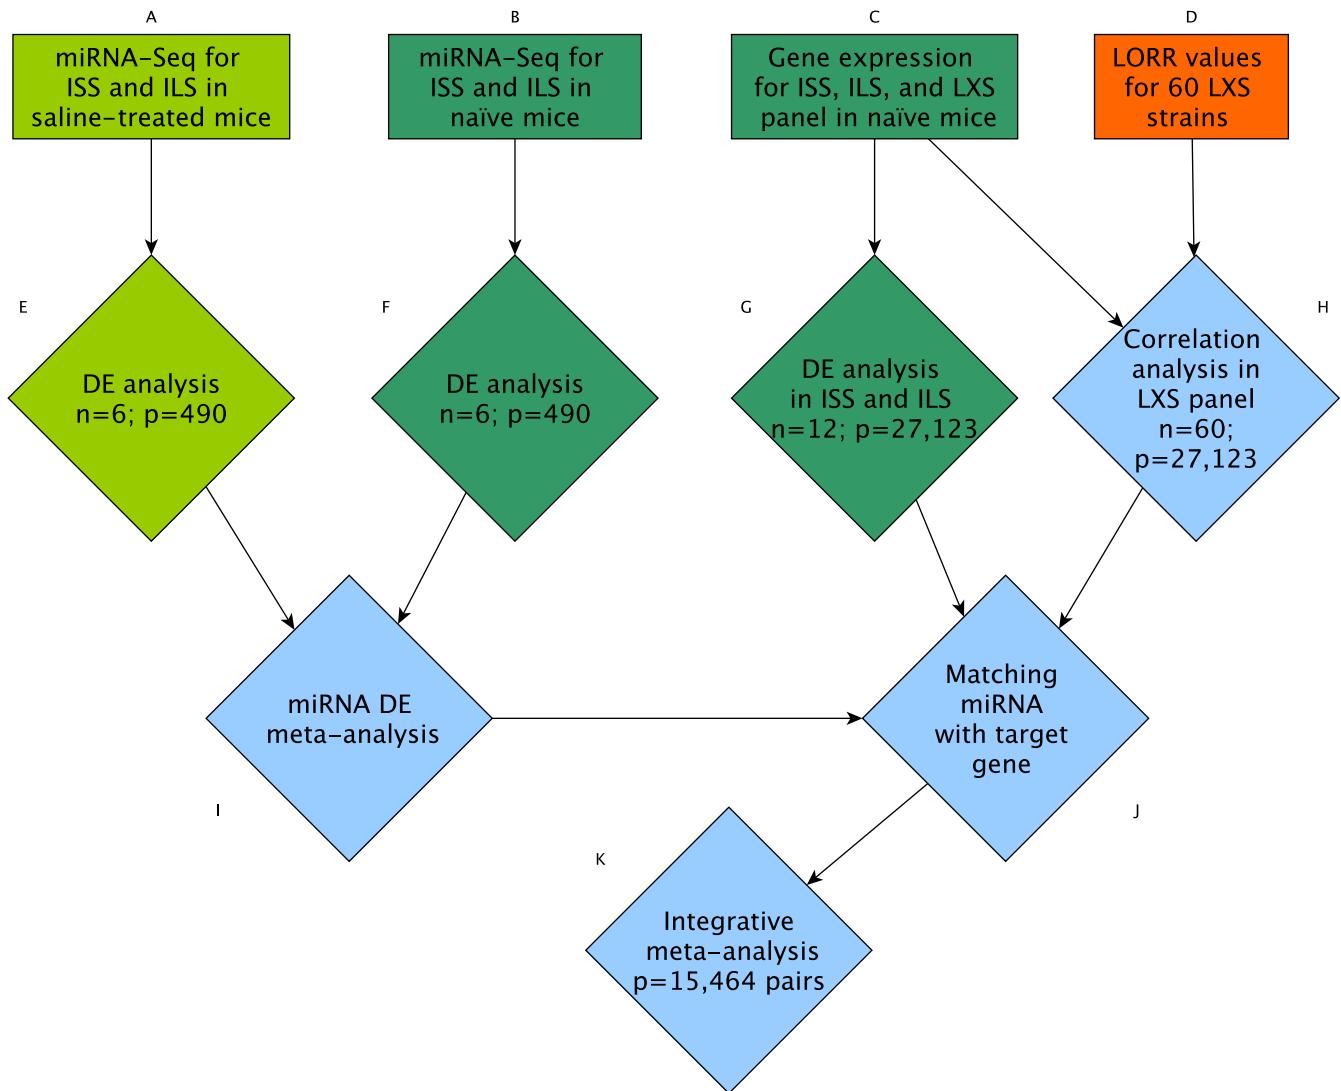 A
B
C
D
miRNA–Seq for
ISS and ILS in
saline–treated mice
miRNA–Seq for
ISS and ILS in
naïve mice
Gene expression
for ISS, ILS, and LXS
panel in naïve mice
LORR values
for 60 LXS
strains
E
DE analysis
n=6; p=490
F
DE analysis
n=6; p=490
G
DE analysis
in ISS and ILS
n=12; p=27,123
H
Correlation
analysis in
LXS panel
n=60;
p=27,123
miRNA DE
meta–analysis
I
Matching
miRNA
with target
gene
J
K
Integrative
meta–analysis
p=15,464 pairs